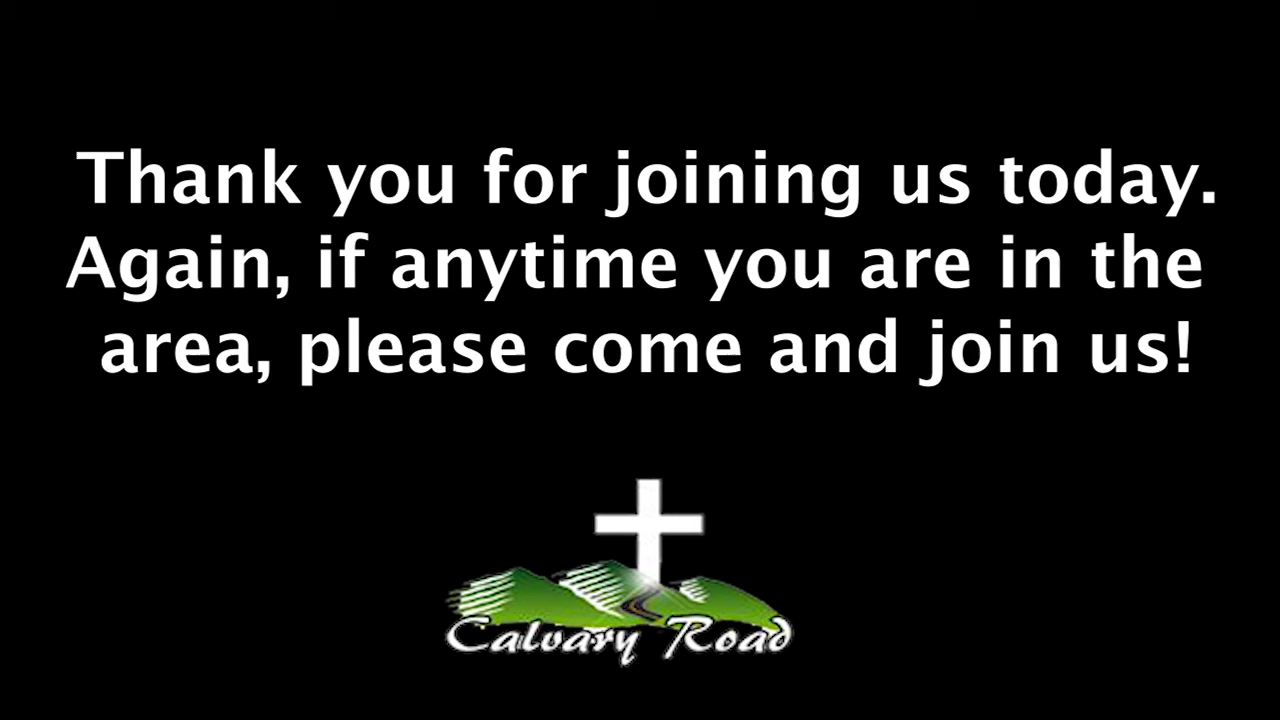 Thank you for joining us today.
Again, if anytime you are in the
area, please come and join us!
Calvary Road